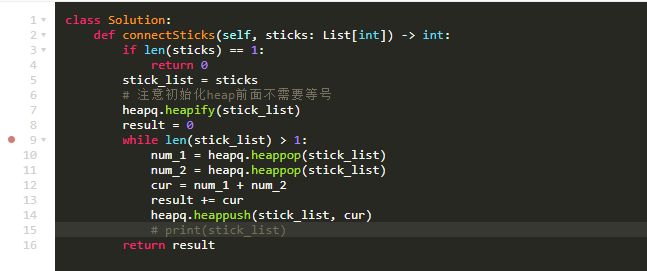 1 class Solution:
2     def connectSticks(self, sticks: List[int]) -> int:
3         if len(sticks) == 1:
4             return 0
5         stick_list = sticks
6         # 注意初始化heap前面不需要等号
7         heapq.heapify(stick_list)
8         result = 0
9         while len(stick_list) > 1:
10             num_1 = heapq.heappop(stick_list)
11             num_2 = heapq.heappop(stick_list)
12             cur = num_1 + num_2
13             result += cur
14             heapq.heappush(stick_list, cur)
15             # print(stick_list)
16         return result